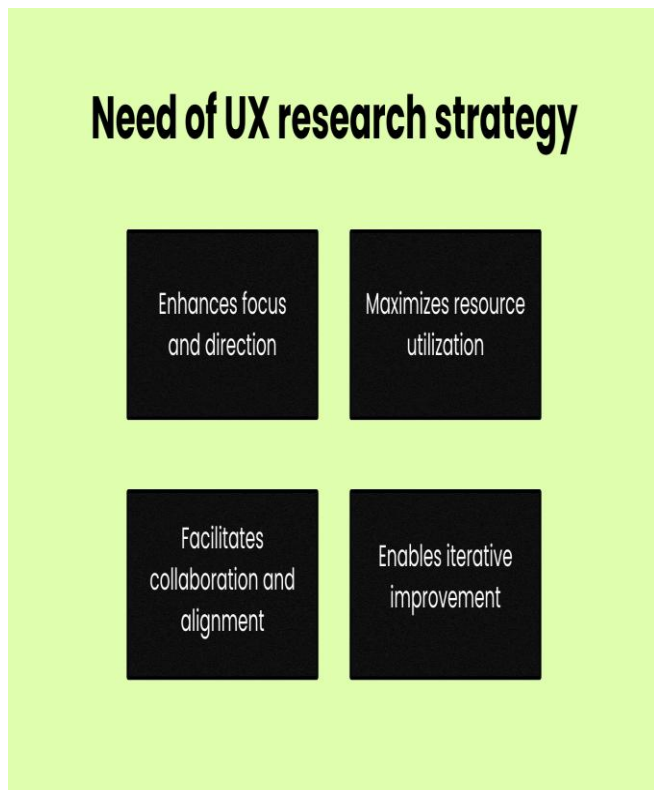 Need of UX research strategy
Enhances focus
and direction
Maximizes resource
utilization
Facilitates
collaboration and
alignment
Enables iterative
improvement